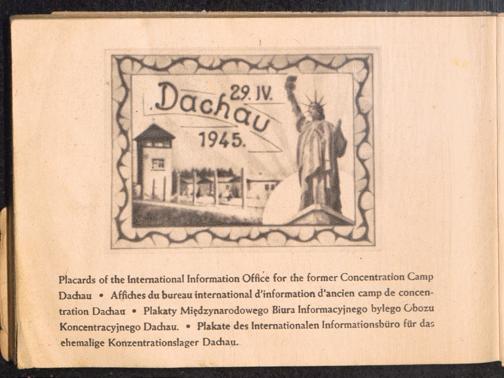 29. IV.
Dachau
1945.
Placards of the International Information Office for the former Concentration Camp
Dachau • Affiches du bureau international d'information d'ancien camp de concen-
tration Dachau • Plakaty Międzynarodowego Biura Informacyjnego bylego Obozu
Koncentracyjnego Dachau. • Plakate des Internationalen Informationsbüro für das
ehemalige Konzentrationslager Dachau.